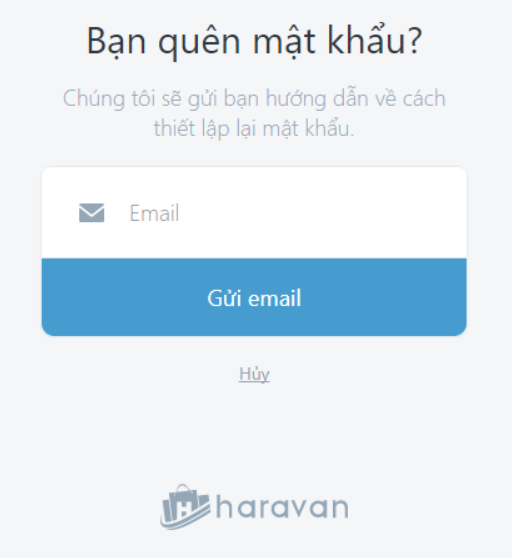 Bạn quên mật khẩu?
Chúng tôi sẽ gửi bạn hướng dẫn về cách
thiết lập lại mật khẩu.
Email
Gửi email
Hủy
H haravan